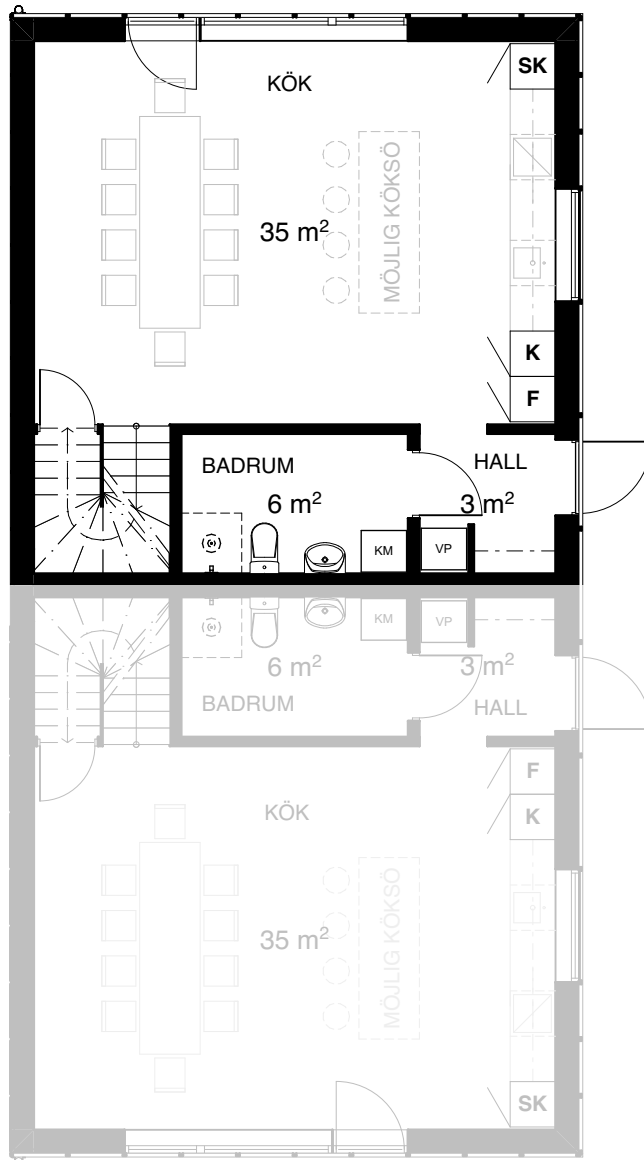 SK
KÖK
35 m²
MÖJLIG KÖKSÖ
K
F
BADRUM
HALL
6 m²
3 m²
KM
VP
KM
VP
6 m²
3 m²
BADRUM
HALL
F
K
KÖK
35 m²
MÖJLIG KÖKSÖ
SK